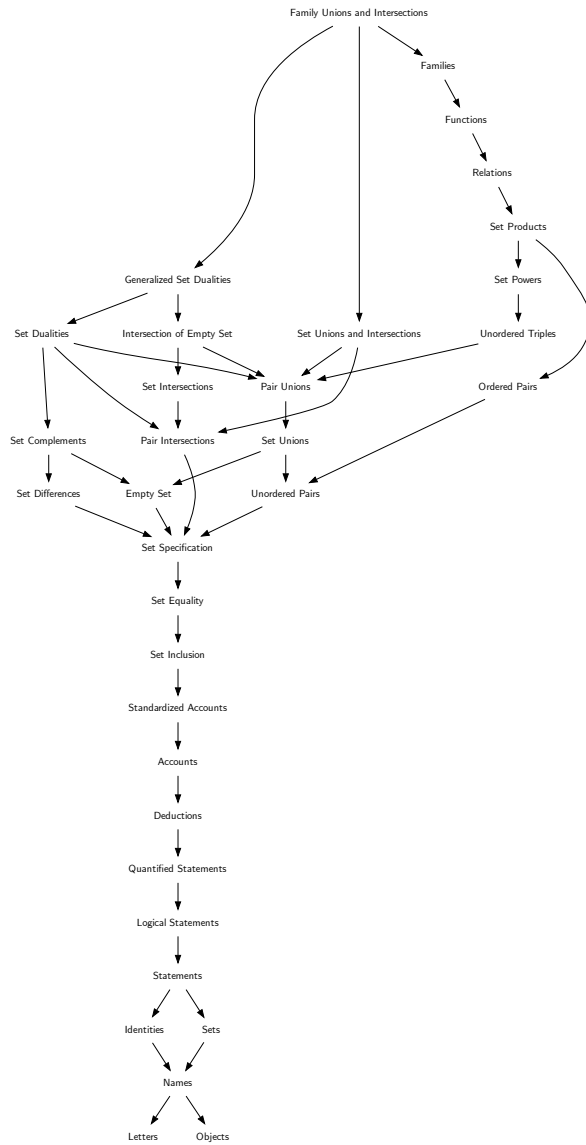 Family Unions and Intersections
Families
Functions
Relations
Set Products
Generalized Set Dualities
Set Powers
Set Dualities
Intersection of Empty Set
Set Unions and Intersections
Unordered Triples
Set Intersections
Pair Unions
Ordered Pairs
Set Complements
Pair Intersections
Set Unions
Set Differences
Empty Set
Unordered Pairs
Set Specification
Set Equality
Set Inclusion
Standardized Accounts
Accounts
Deductions
Quantified Statements
Logical Statements
Statements
Identities
Sets
Names
Letters
Objects